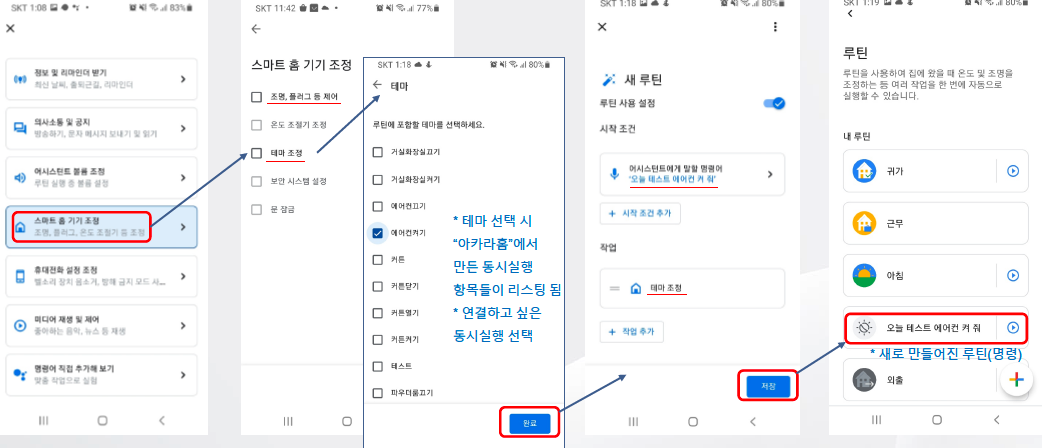 SKT 1:08 83%
정보 및 리마인더 받기
최신 날씨, 출퇴근길, 리마인더
의사소통 및 공지
방송하기, 문자 메시지 보내기 및 읽기
어시스턴트 볼륨 조정
루틴 실행 중 볼륨 설정
스마트 홈 기기 조정
조명, 플러그, 온도 조절기 등 조정
휴대전화 설정 조정
벨소리 장치 음소거, 방해 금지 모드 사...
미디어 재생 및 제어
좋아하는 음악, 뉴스 등 재생
명령어 직접 추가해 보기
맞춤 작업으로 실험
SKT 11:42 77%
스마트 홈 기기 조정
조명, 플러그 등 제어
온도 조절기 조정
테마 조정
보안 시스템 설정
문 잠금
SKT 1:18 80%
테마
루틴에 포함할 테마를 선택하세요.
거실화장실끄기
거실화장실켜기
에어컨끄기
에어컨켜기
커튼
커튼닫기
커튼열기
커튼켜기
테스트
파우더룸끄기
완료
* 테마 선택 시
“아카라홈”에서
만든 동시실행
항목들이 리스팅 됨
* 연결하고 싶은
동시실행 선택
SKT 1:18 80%
새 루틴
루틴 사용 설정
시작 조건
어시스턴트에게 말할 명령어
'오늘 테스트 에어컨 켜 줘'
+ 시작 조건 추가
작업
테마 조정
+ 작업 추가
저장
SKT 1:19 80%
루틴
루틴을 사용하여 집에 왔을 때 온도 및 조명을
조정하는 등 여러 작업을 한 번에 자동으로
실행할 수 있습니다.
내 루틴
귀가
근무
아침
오늘 테스트 에어컨 켜 줘
* 새로 만들어진 루틴(명령)
외출